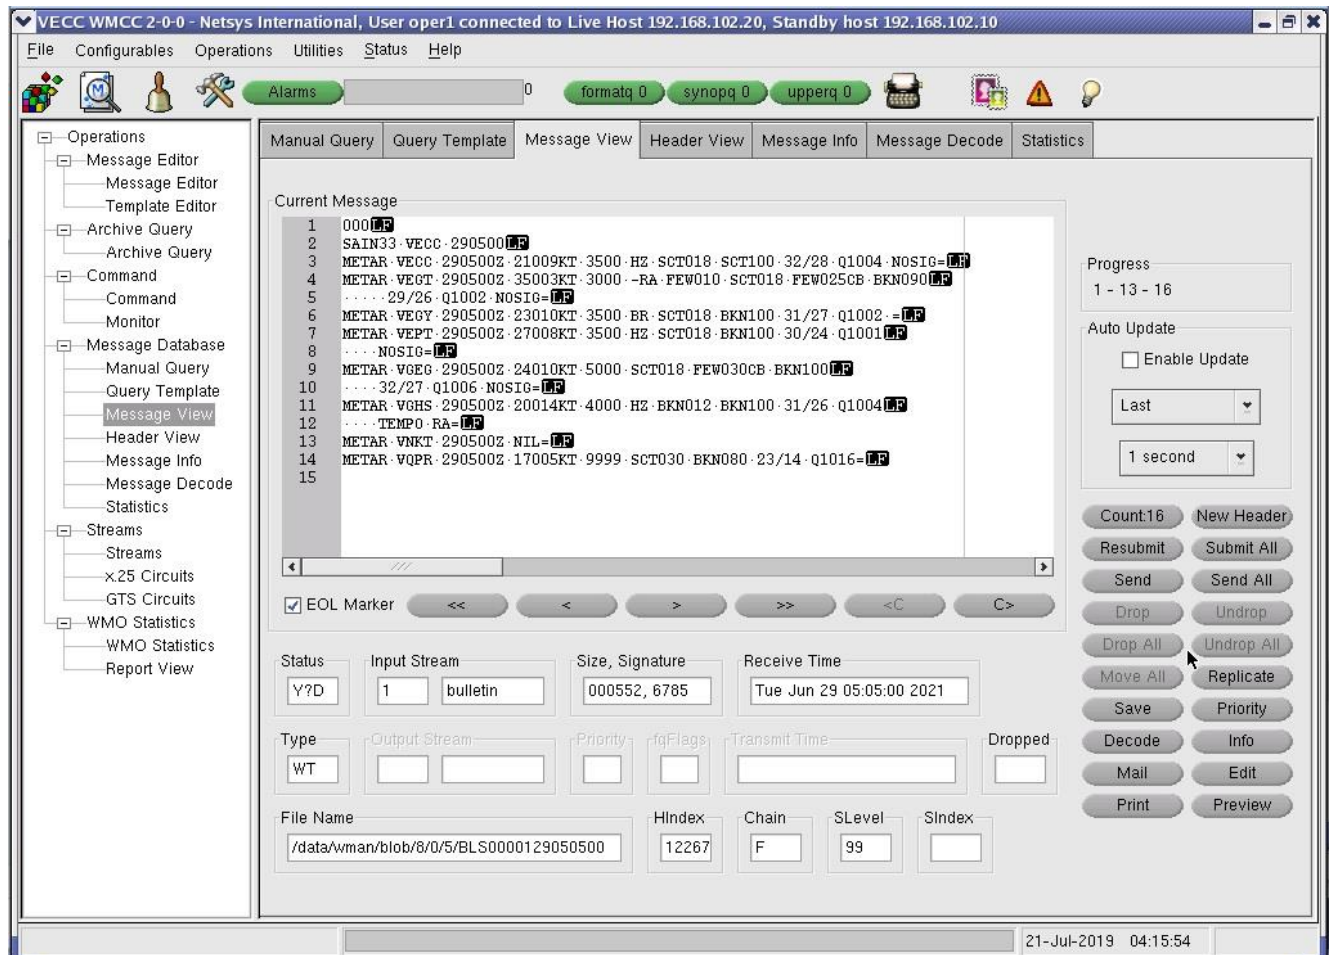 VECC WMCC 2-0-0 - Netsys International, User oper1 connected to Live Host 192.168.102.20, Standby host 192.168.102.10
File Configurables Operations Utilities Status Help
Alarms 0 formatq 0 synopq 0 upperq 0
Operations
Message Editor
Message Editor
Template Editor
Archive Query
Archive Query
Command
Command
Monitor
Message Database
Manual Query
Query Template
Message View
Header View
Message Info
Message Decode
Statistics
Streams
Streams
x.25 Circuits
GTS Circuits
WMO Statistics
WMO Statistics
Report View
Manual Query Query Template Message View Header View Message Info Message Decode Statistics
Current Message
1 000LF
2 SAIN33·VECC·290500LF
3 METAR·VECC·290500Z·21009KT·3500·HZ·SCT018·SCT100·32/28·Q1004·NOSIG=LF
4 METAR·VEGT·290500Z·35003KT·3000·-RA·FEW010·SCT018·FEW025CB·BKN090LF
5 ·····29/26·Q1002·NOSIG=LF
6 METAR·VEGY·290500Z·23010KT·3500·BR·SCT018·BKN100·31/27·Q1002·=LF
7 METAR·VEPT·290500Z·27008KT·3500·HZ·SCT018·BKN100·30/24·Q1001LF
8 ····NOSIG=LF
9 METAR·VGEG·290500Z·24010KT·5000·SCT018·FEW030CB·BKN100LF
10 ····32/27·Q1006·NOSIG=LF
11 METAR·VGHS·290500Z·20014KT·4000·HZ·BKN012·BKN100·31/26·Q1004LF
12 ····TEMPO·RA=LF
13 METAR·VNKT·290500Z·NIL=LF
14 METAR·VQPR·290500Z·17005KT·9999·SCT030·BKN080·23/14·Q1016=LF
15
EOL Marker << < > >> <C C>
Status Input Stream Size, Signature Receive Time
Y?D 1 bulletin 000552, 6785 Tue Jun 29 05:05:00 2021
Type Output Stream Priority fqFlags Transmit Time Dropped
WT
File Name HIndex Chain SLevel SIndex
/data/wman/blob/8/0/5/BLS0000129050500 12267 F 99
Progress
1 - 13 - 16
Auto Update
Enable Update
Last
1 second
Count:16 New Header
Resubmit Submit All
Send Send All
Drop Undrop
Drop All Undrop All
Move All Replicate
Save Priority
Decode Info
Mail Edit
Print Preview
21-Jul-2019 04:15:54